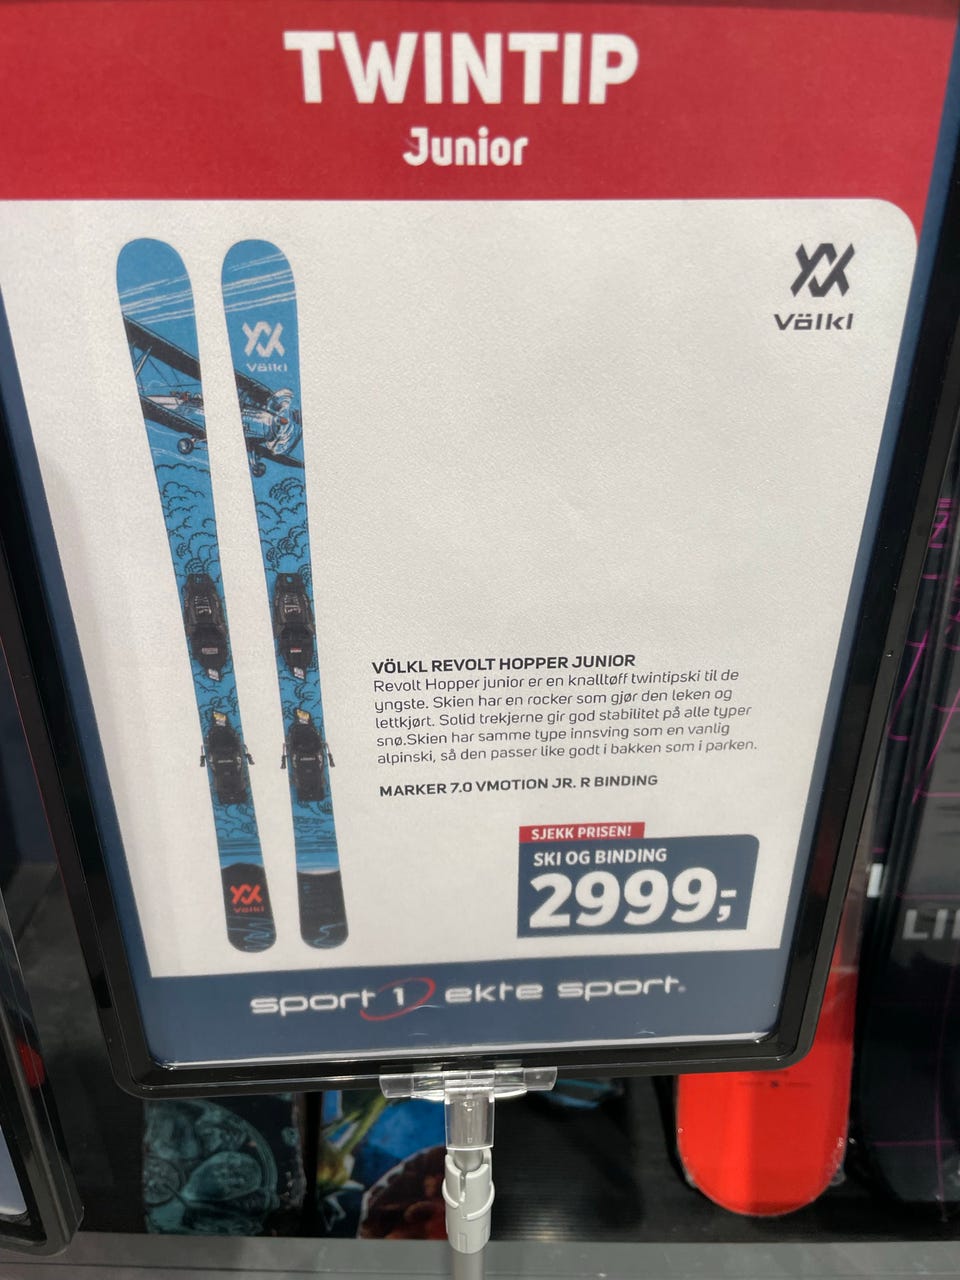 TWINTIP
Junior
Völkl
Völkl
VÖLKL REVOLT HOPPER JUNIOR
Revolt Hopper junior er en knalltøff twintipski til de
yngste. Skien har en rocker som gjør den leken og
lettkjørt. Solid trekjerne gir god stabilitet på alle typer
snø.Skien har samme type innsving som en vanlig
alpinski, så den passer like godt i bakken som i parken.
MARKER 7.0 VMOTION JR. R BINDING
SJEKK PRISEN!
SKI OG BINDING
2999,-
Völkl
sport 1 ekte sport.
LI